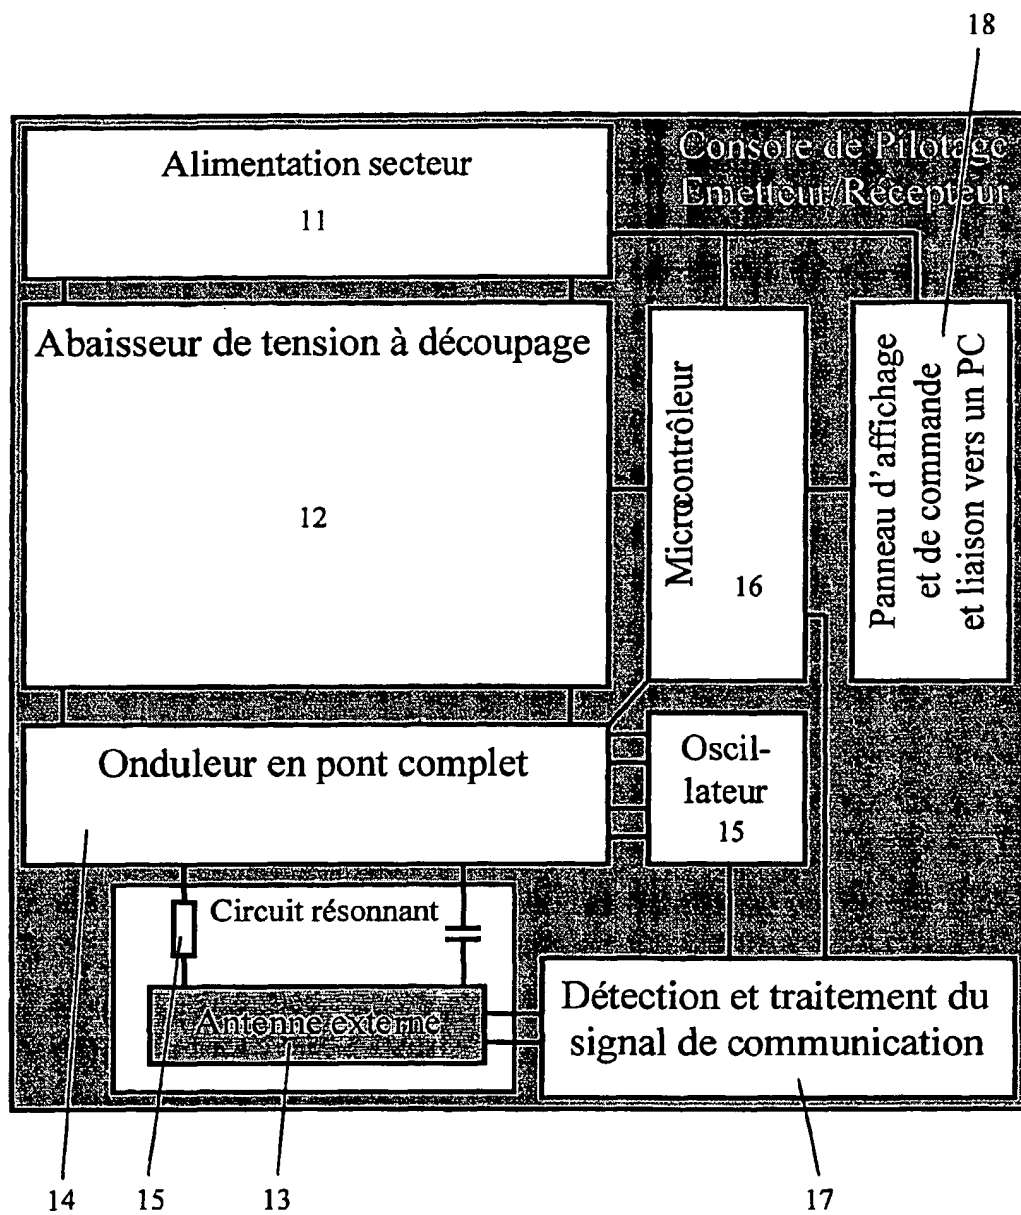 18
Console de Pilotage
Emetteur/Récepteur
Alimentation secteur
11
Abaisseur de tension à découpage
12
Microcontrôleur
16
Panneau d'affichage
et de commande
et liaison vers un PC
Onduleur en pont complet
Oscil-
lateur
15
Circuit résonnant
Antenne externe
Détection et traitement du
signal de communication
14
15
13
17